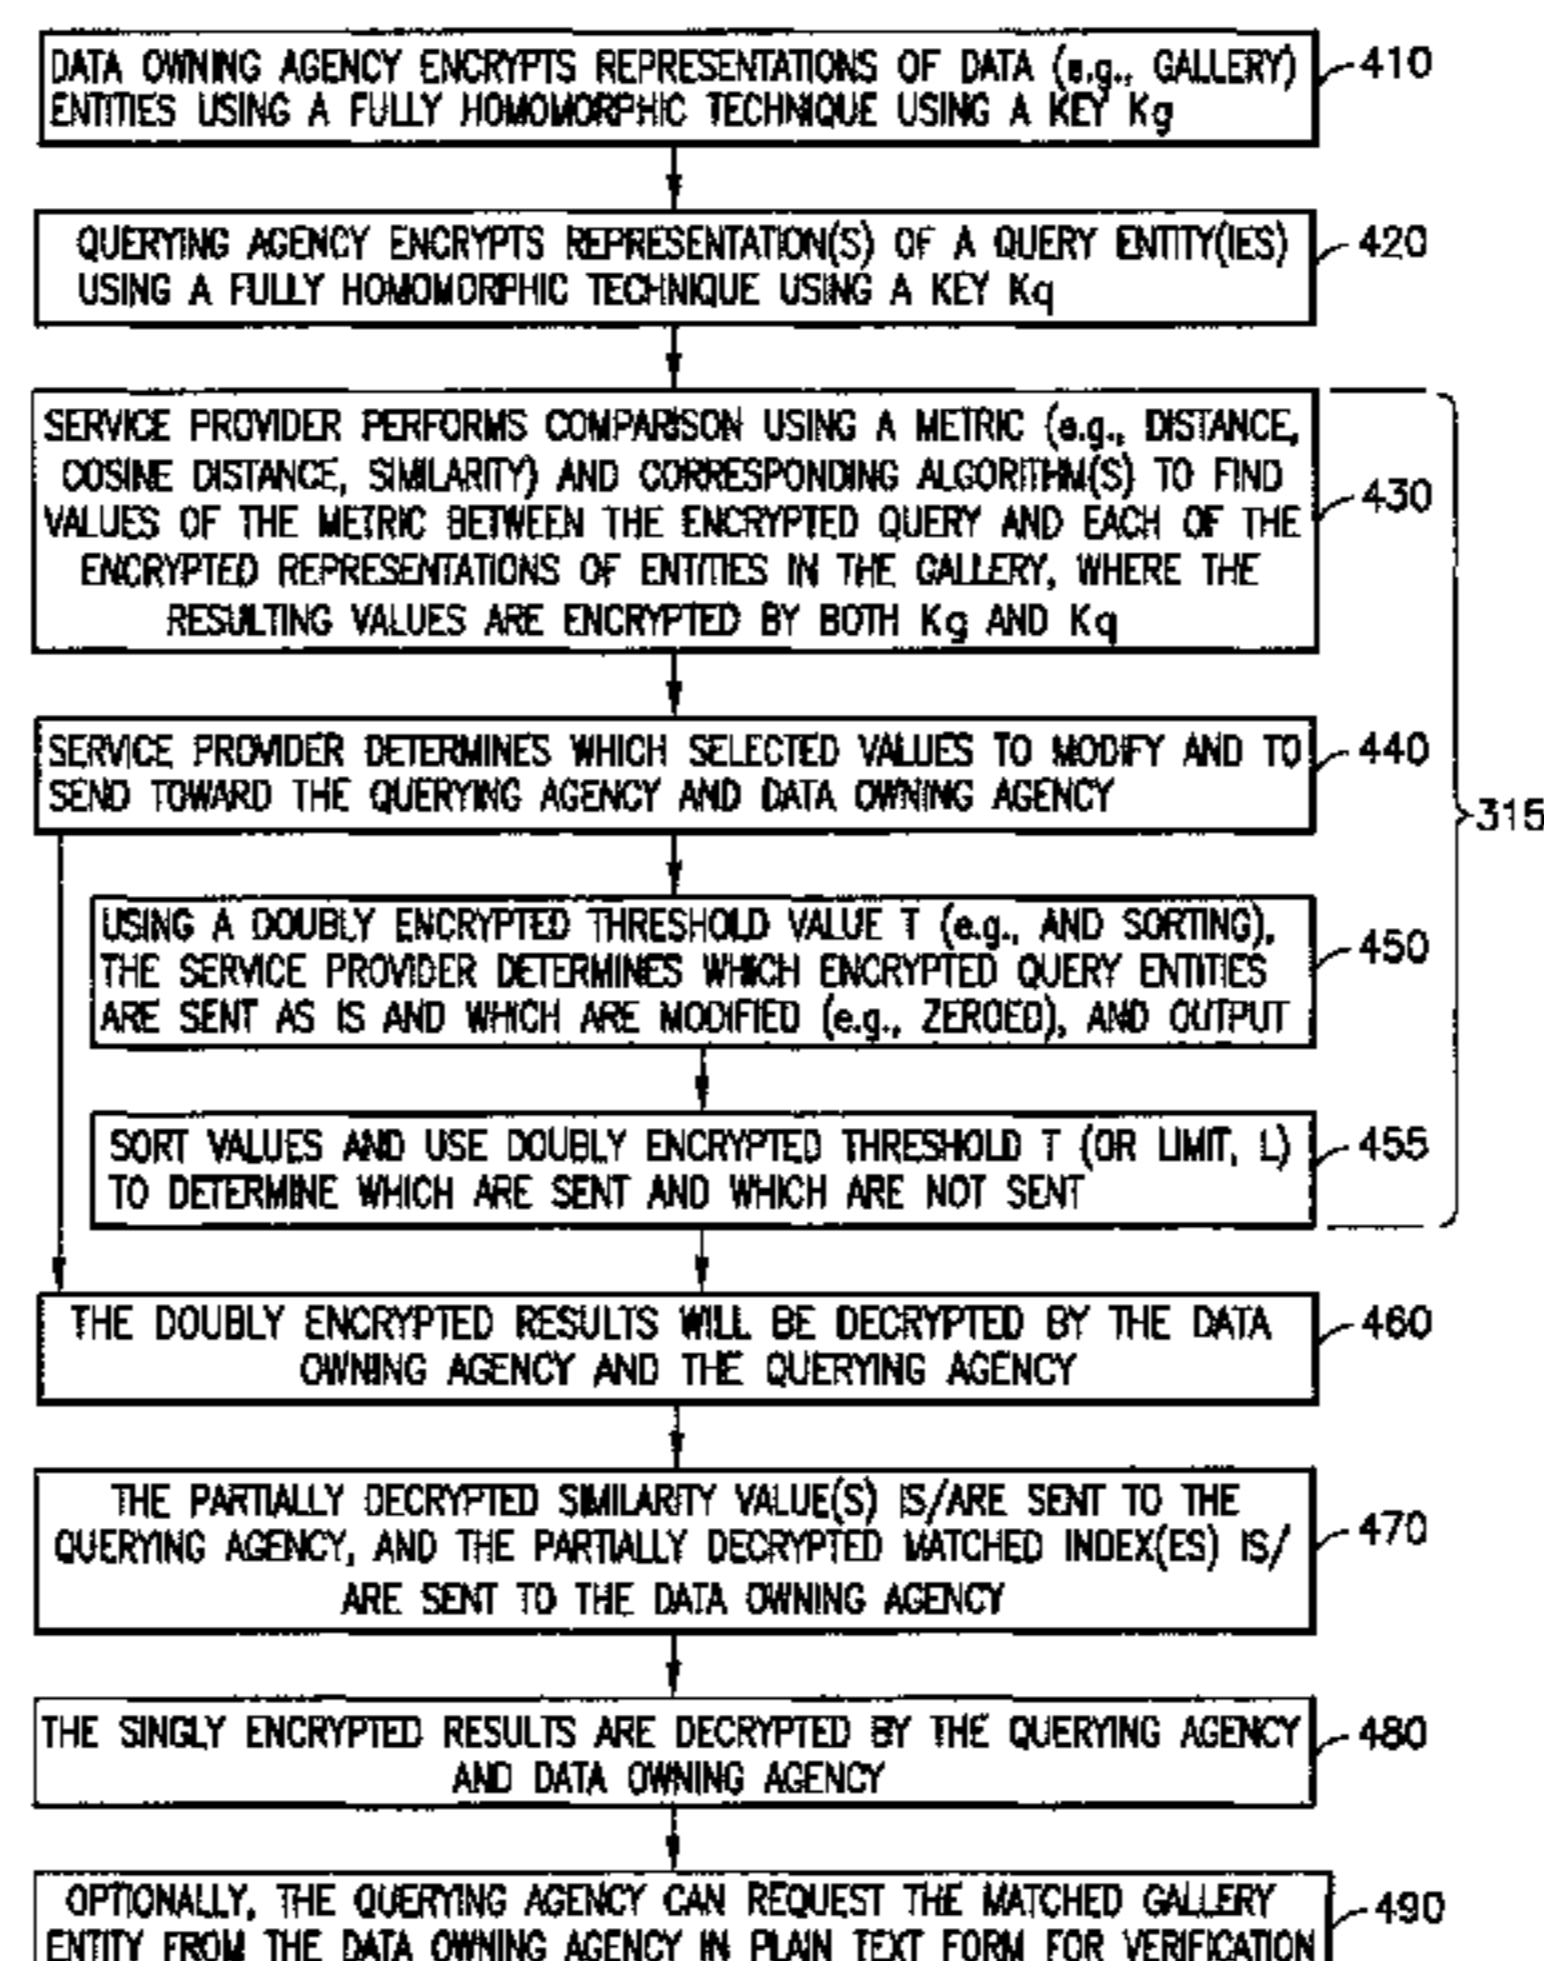 DATA OWNING AGENCY ENCRYPTS REPRESENTATIONS OF DATA (e.g., GALLERY)
ENTITIES USING A FULLY HOMOMORPHIC TECHNIQUE USING A KEY Kg
410
QUERYING AGENCY ENCRYPTS REPRESENTATION(S) OF A QUERY ENTITY(IES)
USING A FULLY HOMOMORPHIC TECHNIQUE USING A KEY Kq
420
SERVICE PROVIDER PERFORMS COMPARISON USING A METRIC (e.g., DISTANCE,
COSINE DISTANCE, SIMILARITY) AND CORRESPONDING ALGORITHM(S) TO FIND
VALUES OF THE METRIC BETWEEN THE ENCRYPTED QUERY AND EACH OF THE
ENCRYPTED REPRESENTATIONS OF ENTITIES IN THE GALLERY, WHERE THE
RESULTING VALUES ARE ENCRYPTED BY BOTH Kg AND Kq
430
SERVICE PROVIDER DETERMINES WHICH SELECTED VALUES TO MODIFY AND TO
SEND TOWARD THE QUERYING AGENCY AND DATA OWNING AGENCY
440
315
USING A DOUBLY ENCRYPTED THRESHOLD VALUE T (e.g., AND SORTING),
THE SERVICE PROVIDER DETERMINES WHICH ENCRYPTED QUERY ENTITIES
ARE SENT AS IS AND WHICH ARE MODIFIED (e.g., ZEROED), AND OUTPUT
450
SORT VALUES AND USE DOUBLY ENCRYPTED THRESHOLD T (OR LIMIT, L)
TO DETERMINE WHICH ARE SENT AND WHICH ARE NOT SENT
455
THE DOUBLY ENCRYPTED RESULTS WILL BE DECRYPTED BY THE DATA
OWNING AGENCY AND THE QUERYING AGENCY
460
THE PARTIALLY DECRYPTED SIMILARITY VALUE(S) IS/ARE SENT TO THE
QUERYING AGENCY, AND THE PARTIALLY DECRYPTED MATCHED INDEX(ES) IS/
ARE SENT TO THE DATA OWNING AGENCY
470
THE SINGLY ENCRYPTED RESULTS ARE DECRYPTED BY THE QUERYING AGENCY
AND DATA OWNING AGENCY
480
OPTIONALLY, THE QUERYING AGENCY CAN REQUEST THE MATCHED GALLERY
ENTITY FROM THE DATA OWNING AGENCY IN PLAIN TEXT FORM FOR VERIFICATION
490